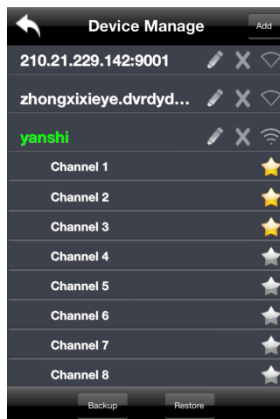 Device Manage
Add
210.21.229.142:9001
zhongxixieye.dvrdyd...
yanshi
Channel 1
Channel 2
Channel 3
Channel 4
Channel 5
Channel 6
Channel 7
Channel 8
Backup
Restore